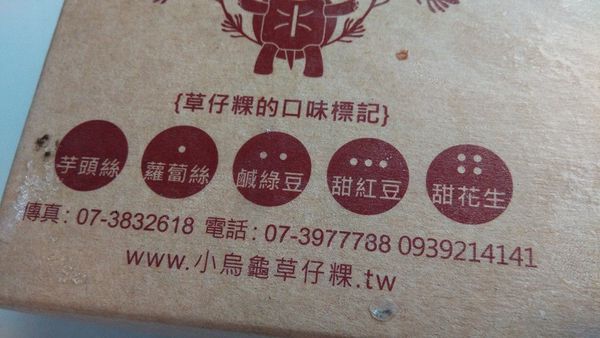 {草仔粿的口味標記}
芋頭絲 蘿蔔絲 鹹綠豆 甜紅豆 甜花生
傳真: 07-3832618 電話: 07-3977788 0939214141
www.小烏龜草仔粿.tw